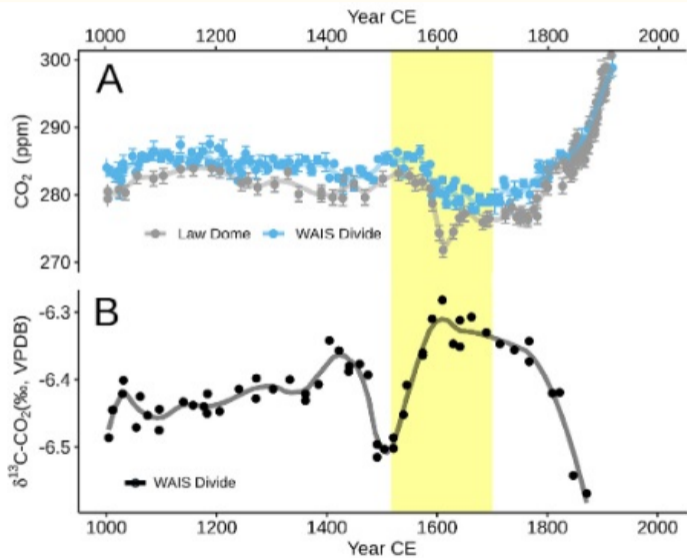 Year CE
1000 1200 1400 1600 1800 2000
A
300
290
280
270
CO₂ (ppm)
Law Dome WAIS Divide
B
-6.3
-6.4
-6.5
δ¹³C-CO₂(‰, VPDB)
WAIS Divide
1000 1200 1400 1600 1800 2000
Year CE